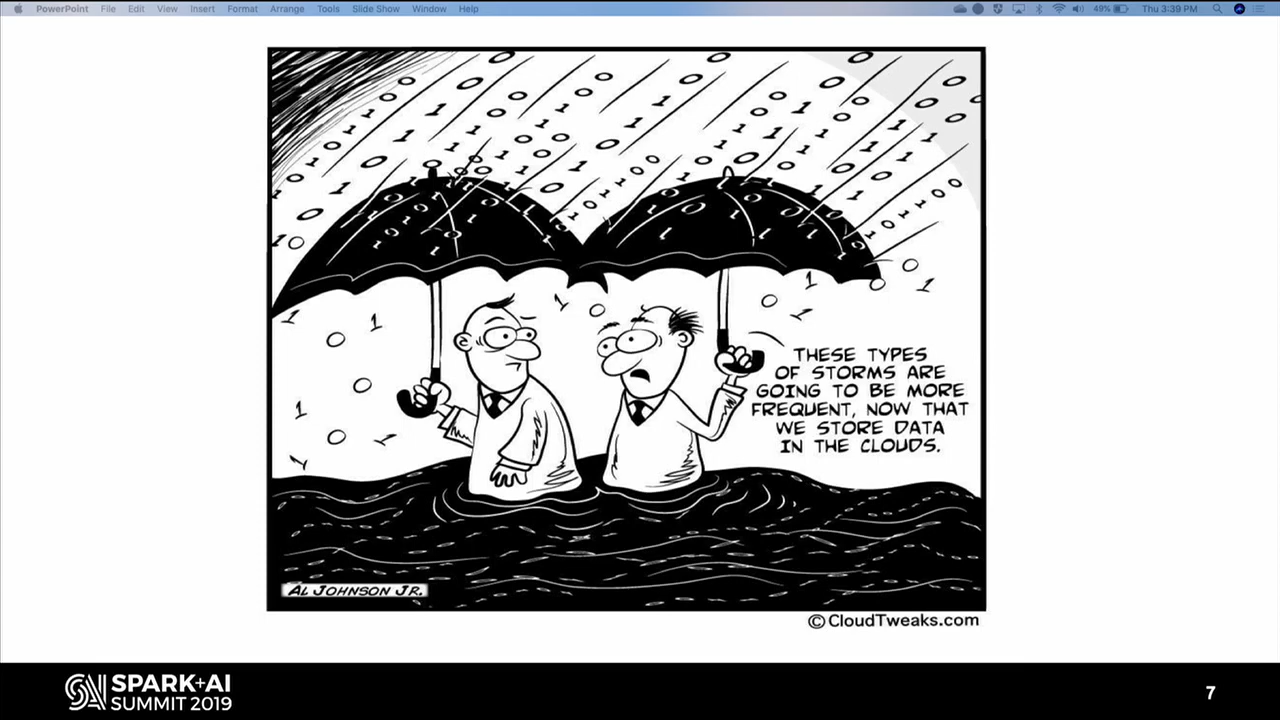 PowerPoint File Edit View Insert Format Arrange Tools Slide Show Window Help 49% Thu 3:39 PM
THESE TYPES
OF STORMS ARE
GOING TO BE MORE
FREQUENT, NOW THAT
WE STORE DATA
IN THE CLOUDS.
AL JOHNSON JR.
© CloudTweaks.com
SPARK+AI
SUMMIT 2019
7